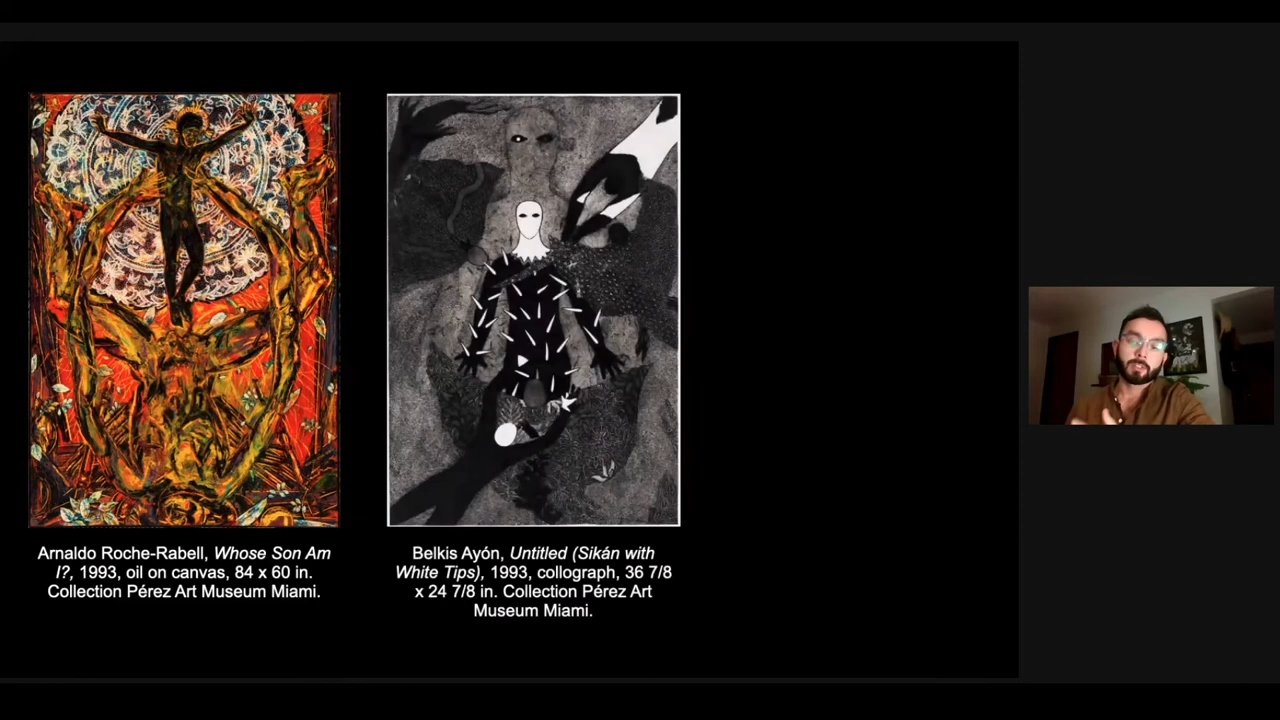 Arnaldo Roche-Rabell, Whose Son Am
I?, 1993, oil on canvas, 84 x 60 in.
Collection Pérez Art Museum Miami.
Belkis Ayón, Untitled (Sikán with
White Tips), 1993, collograph, 36 7/8
x 24 7/8 in. Collection Pérez Art
Museum Miami.